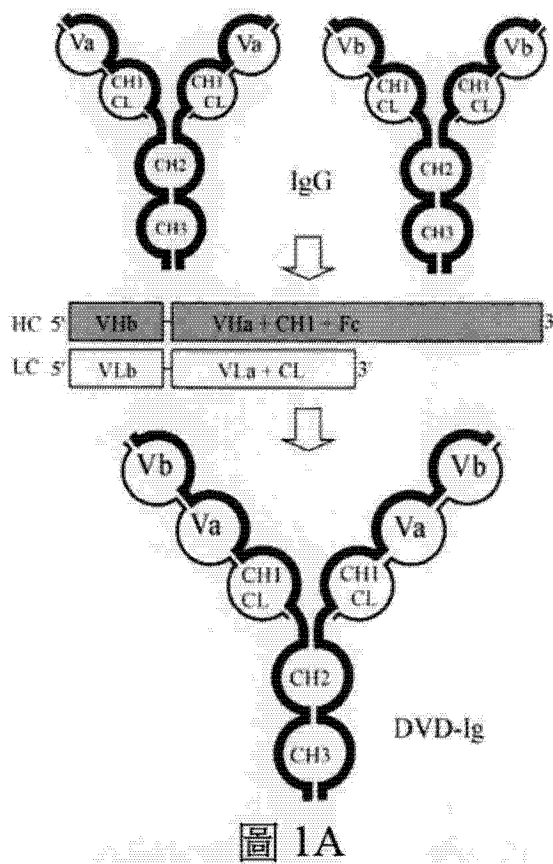 Va Va Vb Vb
CH1 CH1 CH1 CH1
CL CL CL CL
CH2 CH2
IgG
CH3 CH3
HC 5' VHb VHa + CH1 + Fc 3'
LC 5' VLb VLa + CL 3'
Vb Vb
Va Va
CH1 CH1
CL CL
CH2
DVD-Ig
CH3
圖 1A